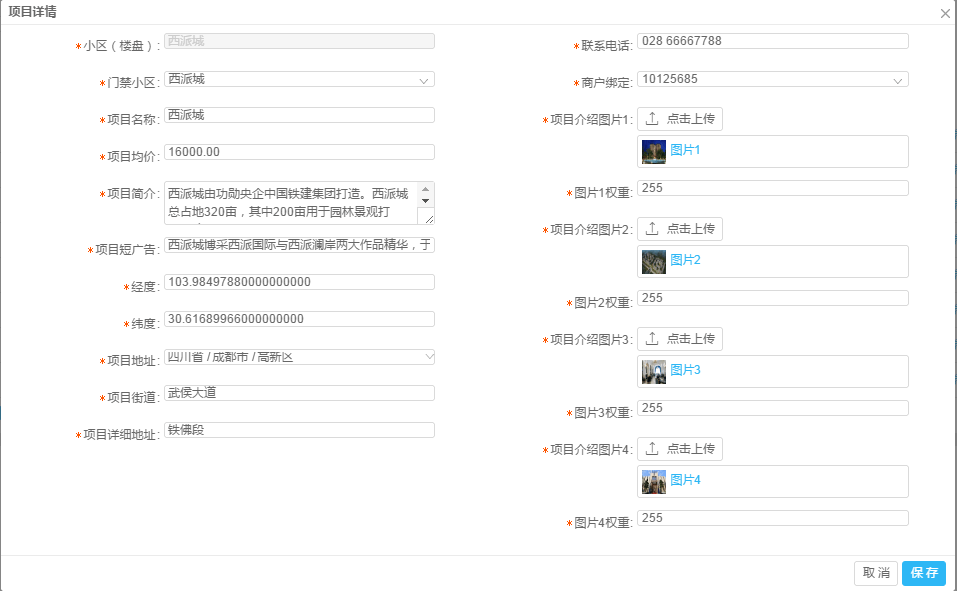 项目详情
*小区（楼盘）: 西派城
*门禁小区: 西派城
*项目名称: 西派城
*项目均价: 16000.00
*项目简介: 西派城由功勋央企中国铁建集团打造。西派城
总占地320亩，其中200亩用于园林景观打
*项目短广告: 西派城博采西派国际与西派澜岸两大作品精华，于
*经度: 103.98497880000000000
*纬度: 30.61689966000000000
*项目地址: 四川省 / 成都市 / 高新区
*项目街道: 武侯大道
*项目详细地址: 铁佛段
*联系电话: 028 66667788
*商户绑定: 10125685
*项目介绍图片1: 点击上传
图片1
*图片1权重: 255
*项目介绍图片2: 点击上传
图片2
*图片2权重: 255
*项目介绍图片3: 点击上传
图片3
*图片3权重: 255
*项目介绍图片4: 点击上传
图片4
*图片4权重: 255
取消 保存